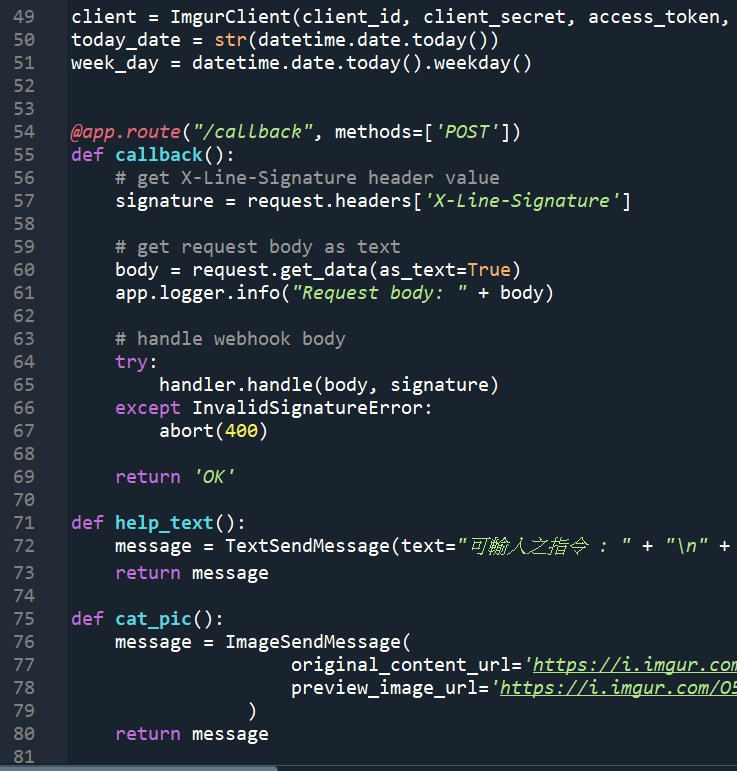 49 client = ImgurClient(client_id, client_secret, access_token,
50 today_date = str(datetime.date.today())
51 week_day = datetime.date.today().weekday()
52
53
54 @app.route("/callback", methods=['POST'])
55 def callback():
56     # get X-Line-Signature header value
57     signature = request.headers['X-Line-Signature']
58
59     # get request body as text
60     body = request.get_data(as_text=True)
61     app.logger.info("Request body: " + body)
62
63     # handle webhook body
64     try:
65         handler.handle(body, signature)
66     except InvalidSignatureError:
67         abort(400)
68
69     return 'OK'
70
71 def help_text():
72     message = TextSendMessage(text="可輸入之指令 : " + "\n" +
73     return message
74
75 def cat_pic():
76     message = ImageSendMessage(
77                     original_content_url='https://i.imgur.com
78                     preview_image_url='https://i.imgur.com/O5
79                 )
80     return message
81